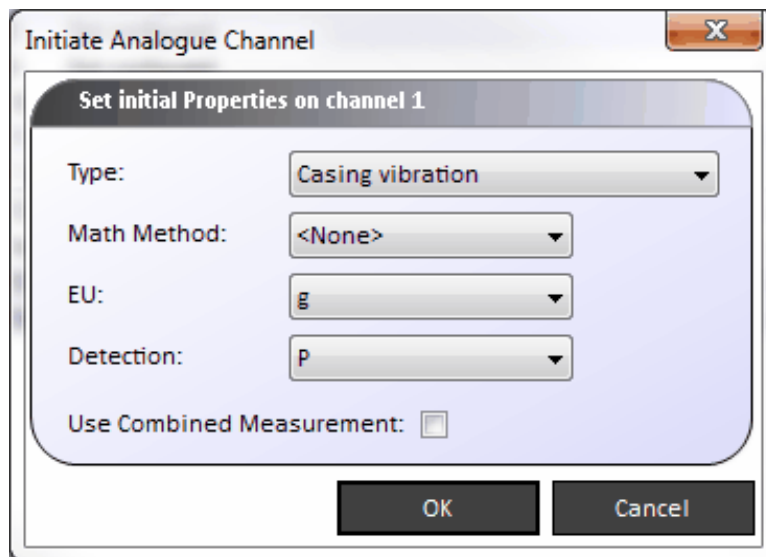 Initiate Analogue Channel
Set initial Properties on channel 1
Type: Casing vibration
Math Method: <None>
EU: g
Detection: P
Use Combined Measurement:
OK Cancel